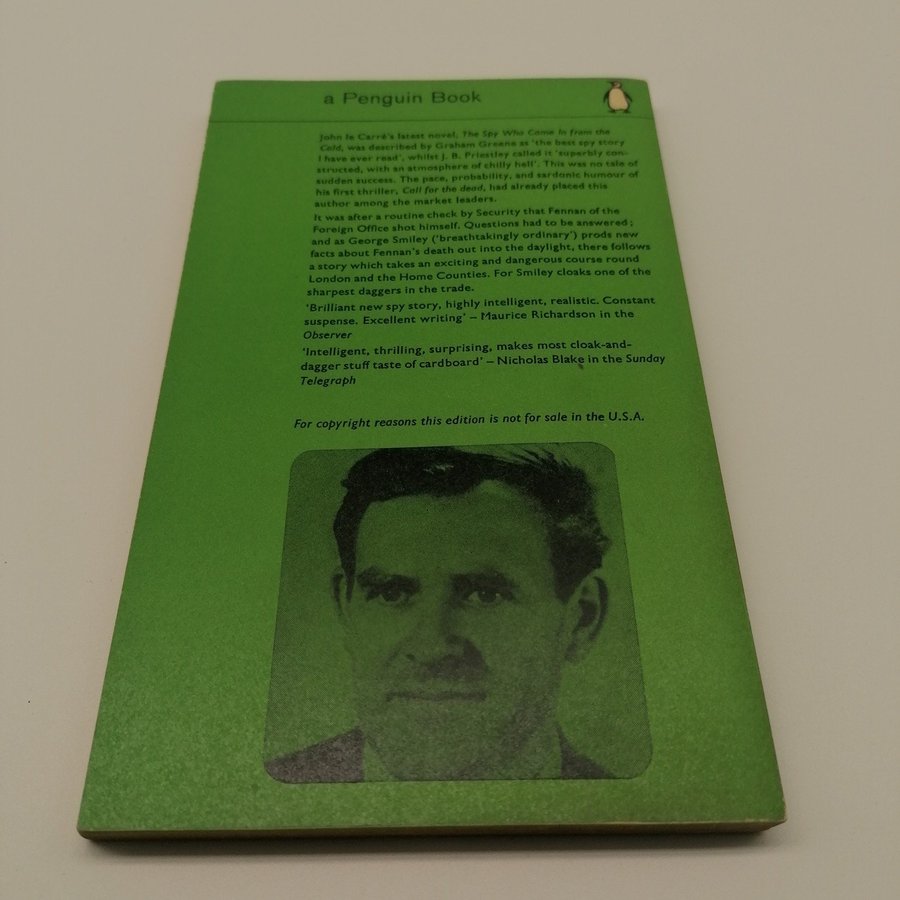 a Penguin Book
John le Carré's latest novel, The Spy Who Came In from the
Cold, was described by Graham Greene as 'the best spy story
I have ever read', whilst J. B. Priestley called it 'superbly con-
structed, with an atmosphere of chilly hell'. This was no tale of
sudden success. The pace, probability, and sardonic humour of
his first thriller, Call for the dead, had already placed this
author among the market leaders.
It was after a routine check by Security that Fennan of the
Foreign Office shot himself. Questions had to be answered;
and as George Smiley ('breathtakingly ordinary') prods new
facts about Fennan's death out into the daylight, there follows
a story which takes an exciting and dangerous course round
London and the Home Counties. For Smiley cloaks one of the
sharpest daggers in the trade.
'Brilliant new spy story, highly intelligent, realistic. Constant
suspense. Excellent writing' – Maurice Richardson in the
Observer
'Intelligent, thrilling, surprising, makes most cloak-and-
dagger stuff taste of cardboard' – Nicholas Blake in the Sunday
Telegraph
For copyright reasons this edition is not for sale in the U.S.A.